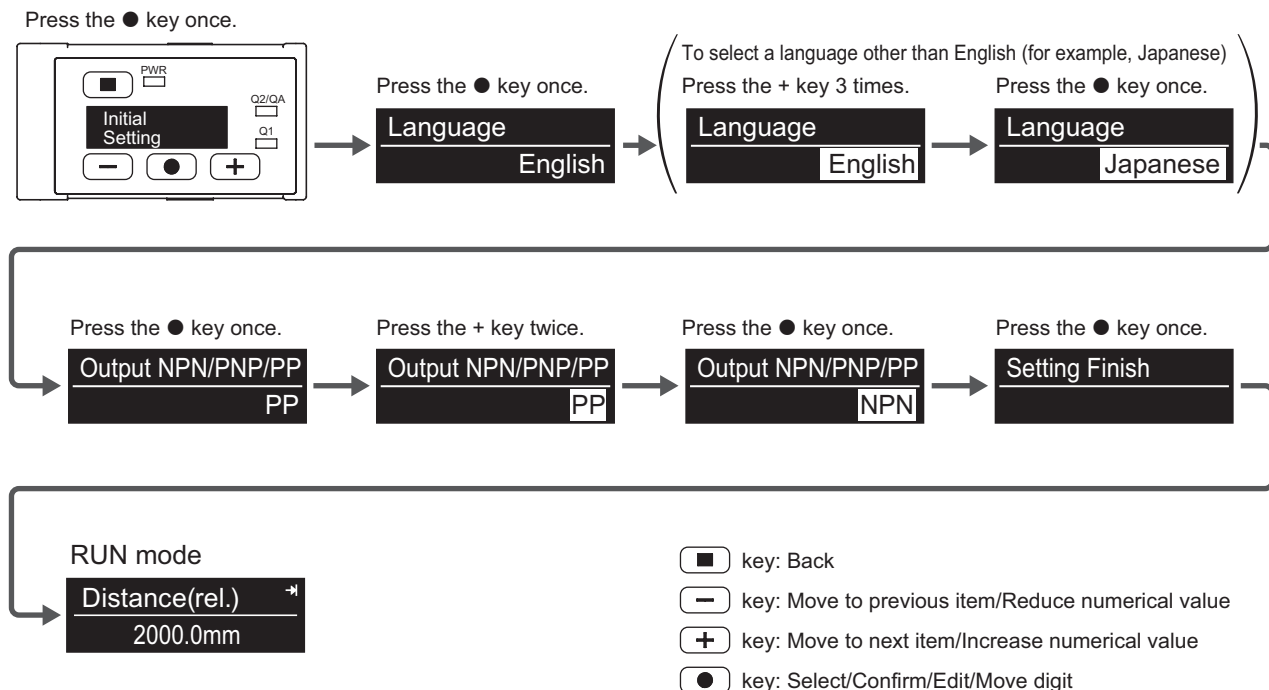 Press the ● key once.
PWR
Q2/QA
Initial
Setting
Q1
Press the ● key once.
Language
English
To select a language other than English (for example, Japanese)
Press the + key 3 times.
Language
English
Press the ● key once.
Language
Japanese
Press the ● key once.
Output NPN/PNP/PP
PP
Press the + key twice.
Output NPN/PNP/PP
PP
Press the ● key once.
Output NPN/PNP/PP
NPN
Press the ● key once.
Setting Finish
RUN mode
Distance(rel.)
2000.0mm
key: Back
key: Move to previous item/Reduce numerical value
key: Move to next item/Increase numerical value
key: Select/Confirm/Edit/Move digit